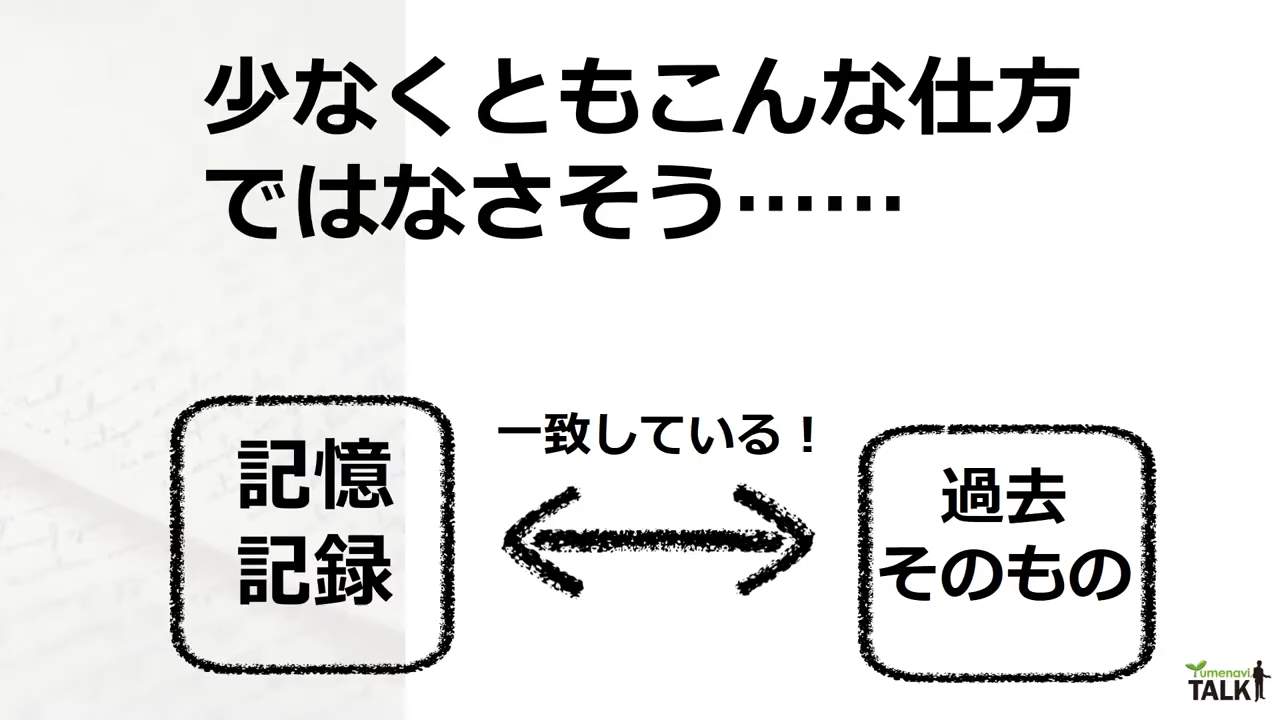 少なくともこんな仕方
ではなさそう……
記憶
記録
一致している！
過去
そのもの
Yumenavi
TALK